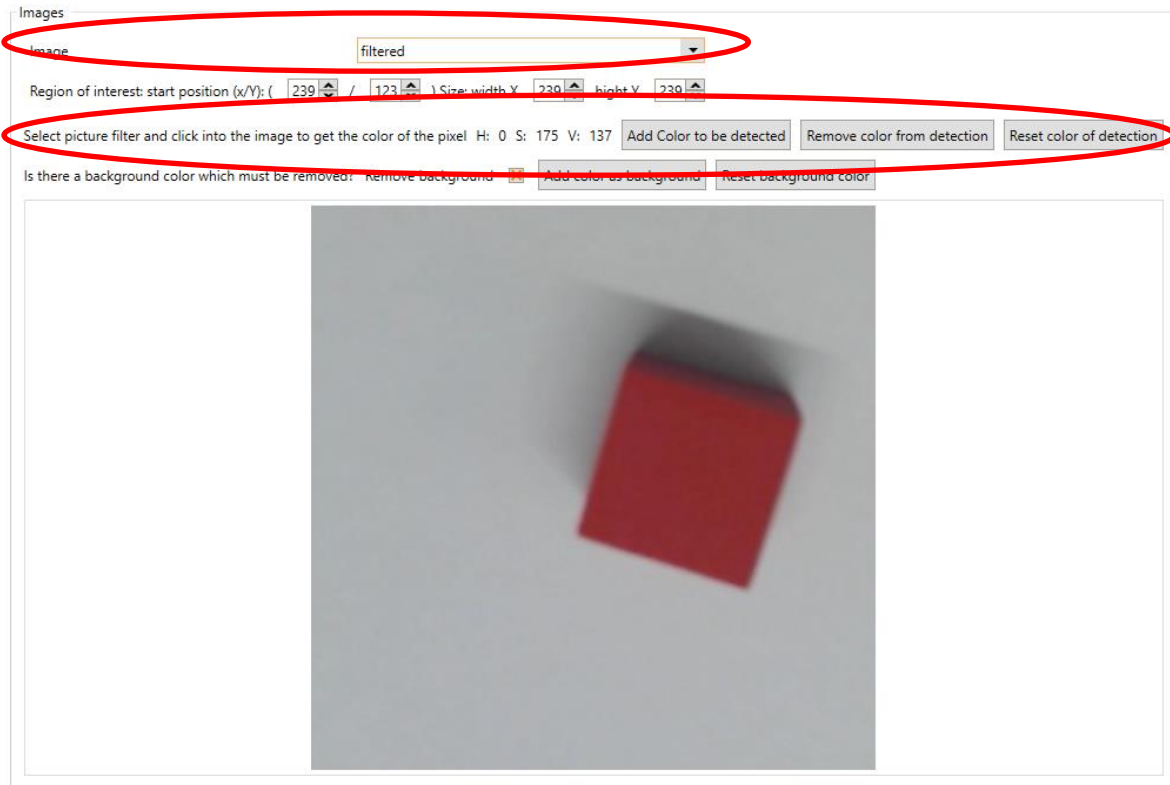 Images
Image filtered
Region of interest: start position (x/Y): ( 239 / 123 ) Size: width X 239 hight Y 239
Select picture filter and click into the image to get the color of the pixel H: 0 S: 175 V: 137 Add Color to be detected Remove color from detection Reset color of detection
Is there a background color which must be removed? Remove background Add color as background Reset background color